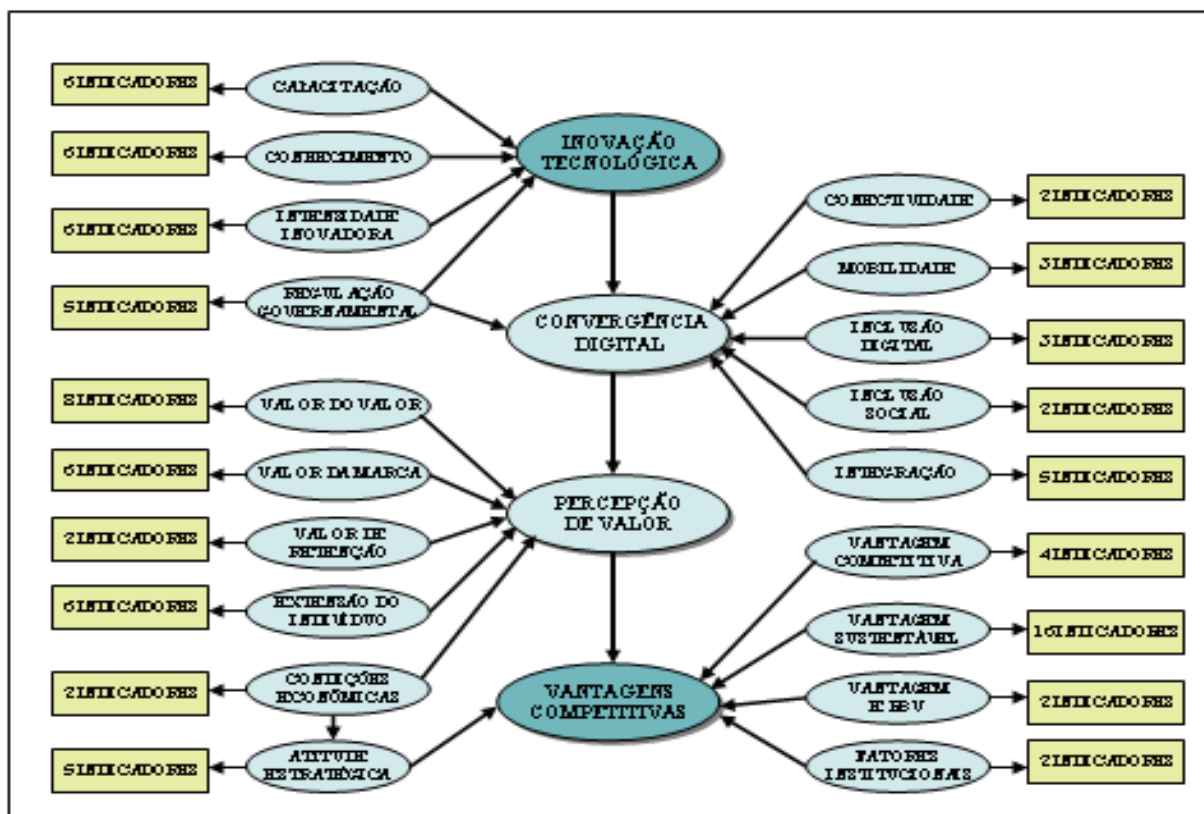 6 INDICADORES
CAPACITAÇÃO
INOVAÇÃO
TECNOLÓGICA
6 INDICADORES
CONHECIMENTO
6 INDICADORES
INTENSIDADE
INOVADORA
CONECTIVIDADE
2 INDICADORES
MOBILIDADE
3 INDICADORES
5 INDICADORES
REGULAÇÃO
GOVERNAMENTAL
CONVERGÊNCIA
DIGITAL
INCLUSÃO
DIGITAL
3 INDICADORES
INDICADORES
VALOR DO VALOR
INCLUSÃO
SOCIAL
2 INDICADORES
6 INDICADORES
VALOR DA MARCA
INTEGRAÇÃO
5 INDICADORES
PERCEPÇÃO
DE VALOR
2 INDICADORES
VALOR DE
RETENÇÃO
VANTAGEM
COMPETITIVA
4 INDICADORES
6 INDICADORES
EXTENSÃO DO
INDIVÍDUO
VANTAGEM
SUSTENTÁVEL
INDICADORES
2 INDICADORES
CONDIÇÕES
ECONÔMICAS
VANTAGENS
COMPETITIVAS
VANTAGEM
2 INDICADORES
5 INDICADORES
ATITUDE
ESTRATÉGICA
FATORES
INSTITUCIONAIS
2 INDICADORES